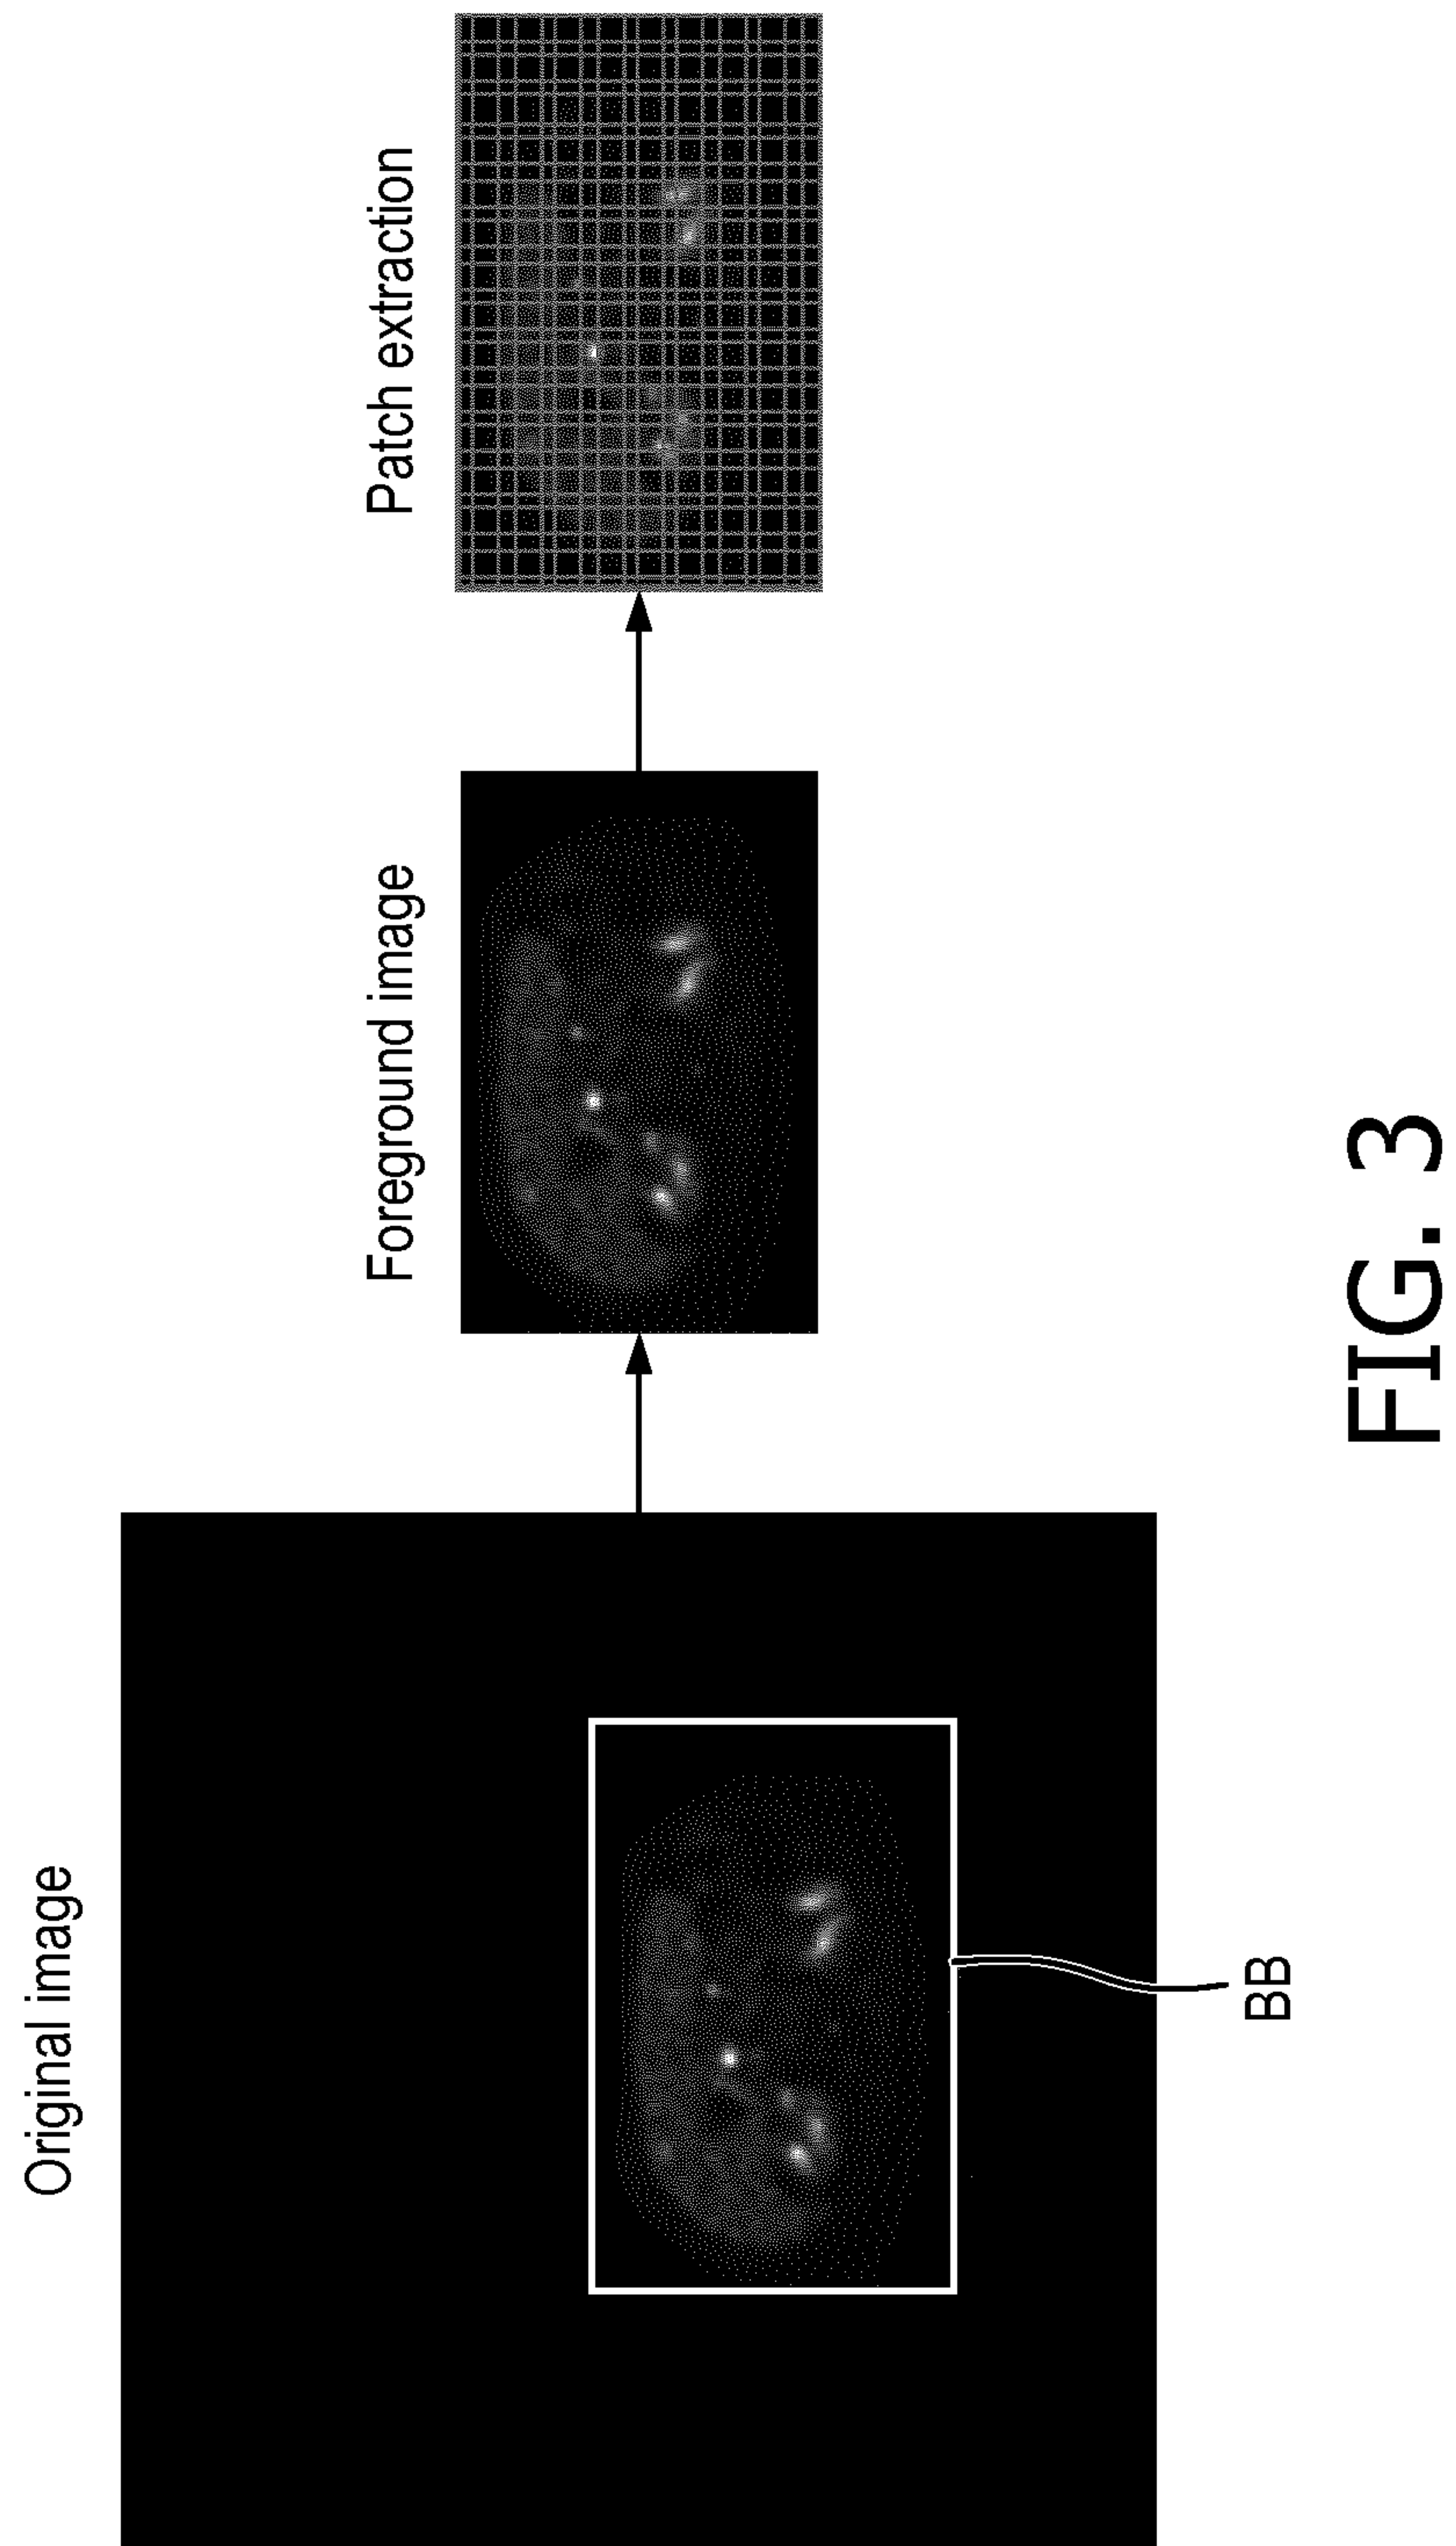 Original image
Foreground image
Patch extraction
BB
FIG. 3